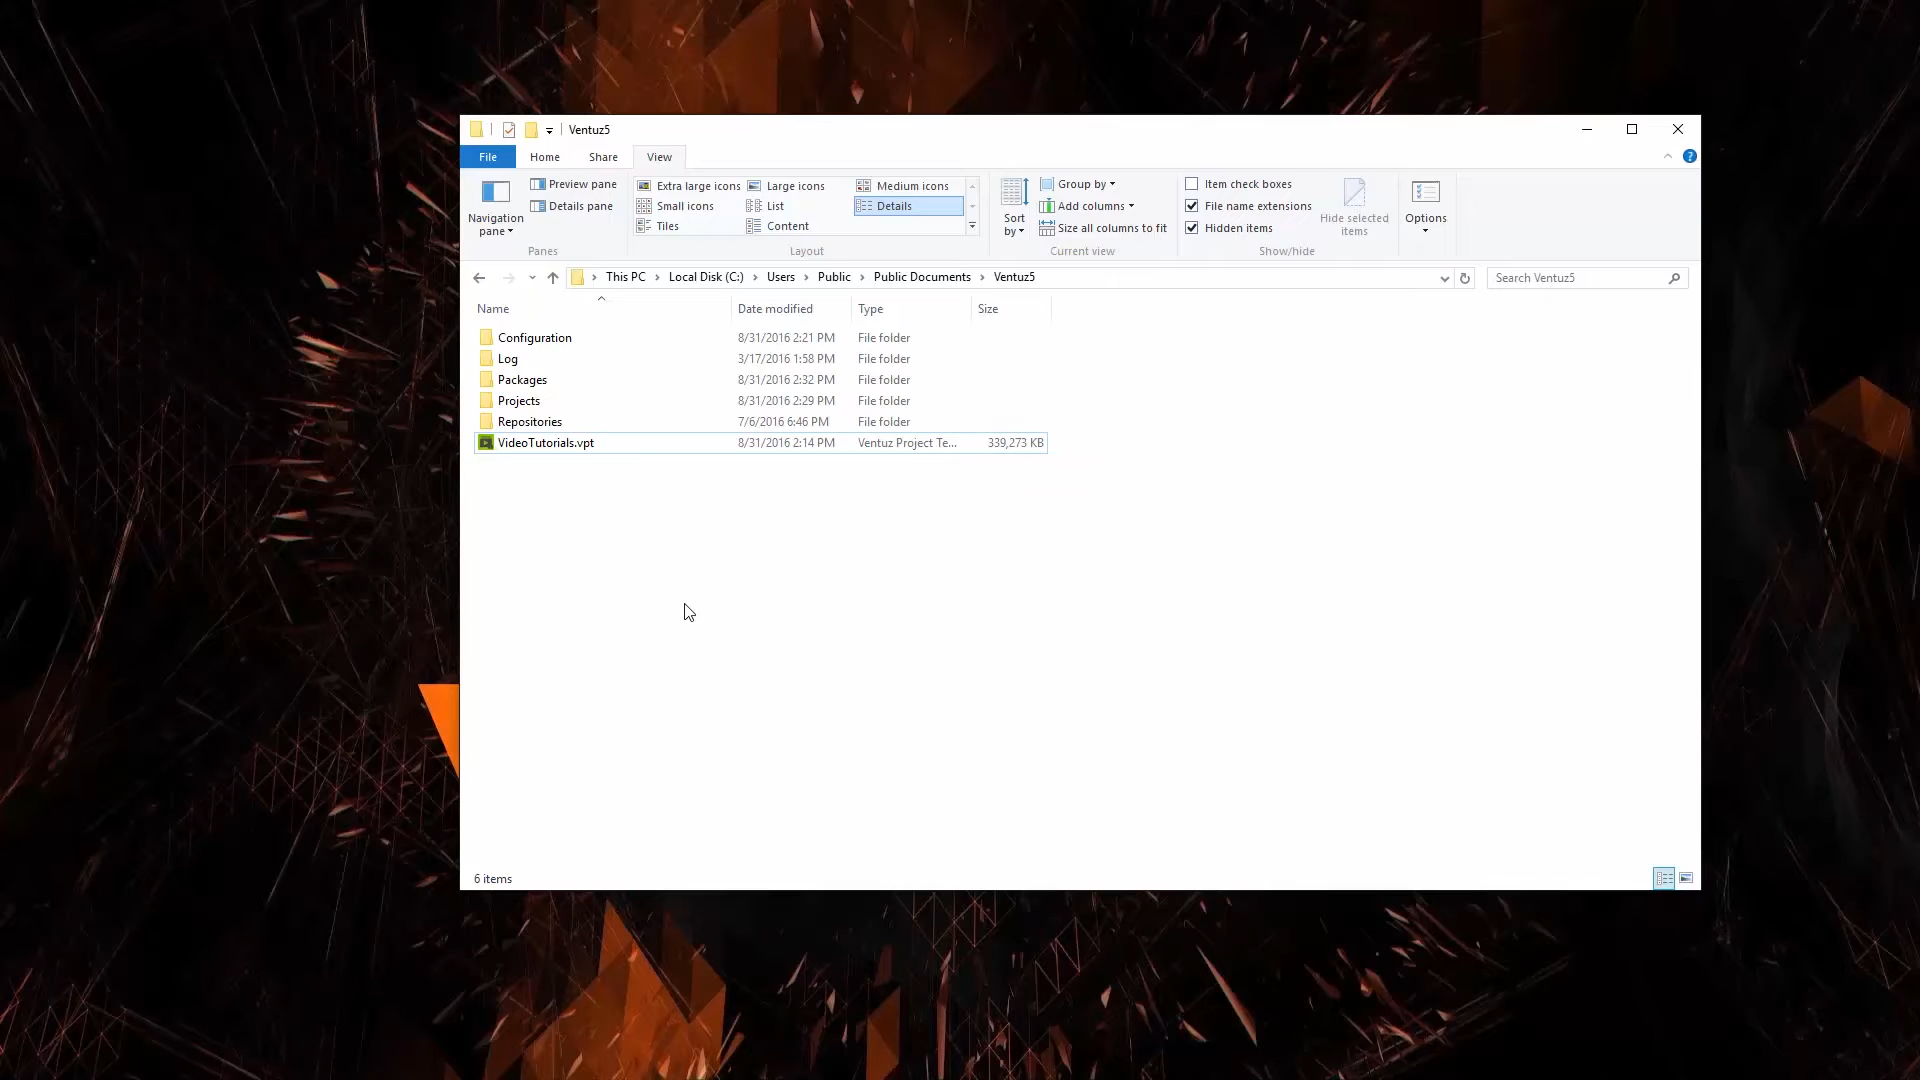 Ventuz5
File Home Share View
Navigation pane
Preview pane
Details pane
Panes
Extra large icons Large icons Medium icons
Small icons List Details
Tiles Content
Layout
Sort by
Group by
Add columns
Size all columns to fit
Current view
Item check boxes
File name extensions
Hidden items
Hide selected items
Show/hide
Options
This PC Local Disk (C:) Users Public Public Documents Ventuz5
Search Ventuz5
Name Date modified Type Size
Configuration 8/31/2016 2:21 PM File folder
Log 3/17/2016 1:58 PM File folder
Packages 8/31/2016 2:32 PM File folder
Projects 8/31/2016 2:29 PM File folder
Repositories 7/6/2016 6:46 PM File folder
VideoTutorials.vpt 8/31/2016 2:14 PM Ventuz Project Te... 339,273 KB
6 items